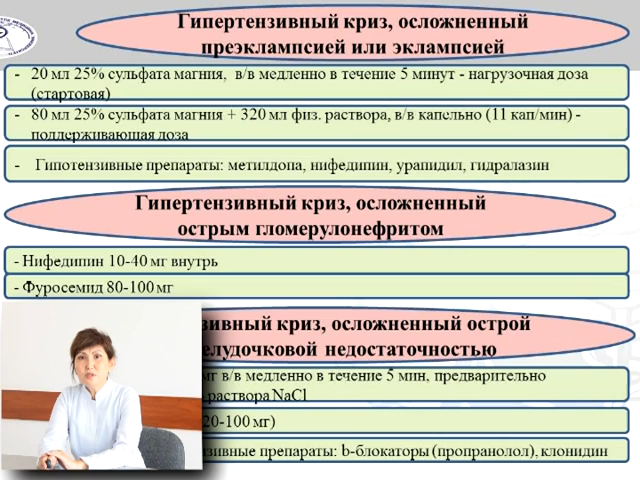 Гипертензивный криз, осложненный
преэклампсией или эклампсией
- 20 мл 25% сульфата магния, в/в медленно в течение 5 минут - нагрузочная доза
(стартовая)
- 80 мл 25% сульфата магния + 320 мл физ. раствора, в/в капельно (11 кап/мин) -
поддерживающая доза
- Гипотензивные препараты: метилдопа, нифедипин, урапидил, гидралазин
Гипертензивный криз, осложненный
острым гломерулонефритом
- Нифедипин 10-40 мг внутрь
- Фуросемид 80-100 мг
криз, осложненный острой
недостаточностью
мг в/в медленно в течение 5 мин, предварительно
раствора NaCl
20-100 мг)
препараты: b-блокаторы (пропранолол), клонидин